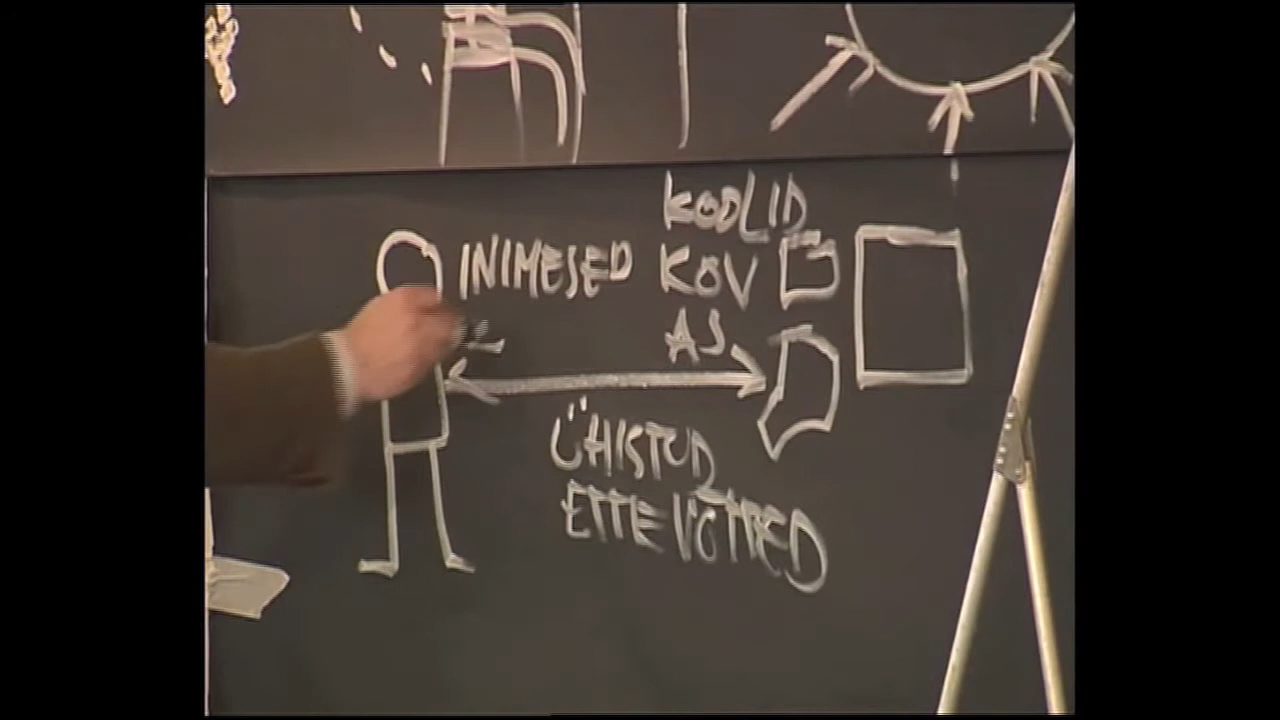 INIMESED
KOOLID
KOV
AS
ÜHISTUD
ETTEVÕTTED